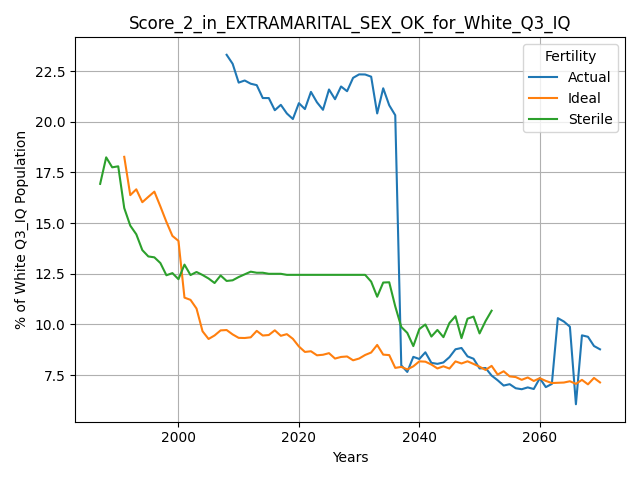 Score_2_in_EXTRAMARITAL_SEX_OK_for_White_Q3_IQ
Fertility
Actual
Ideal
Sterile
% of White Q3_IQ Population
22.5
20.0
17.5
15.0
12.5
10.0
7.5
2000
2020
2040
2060
Years